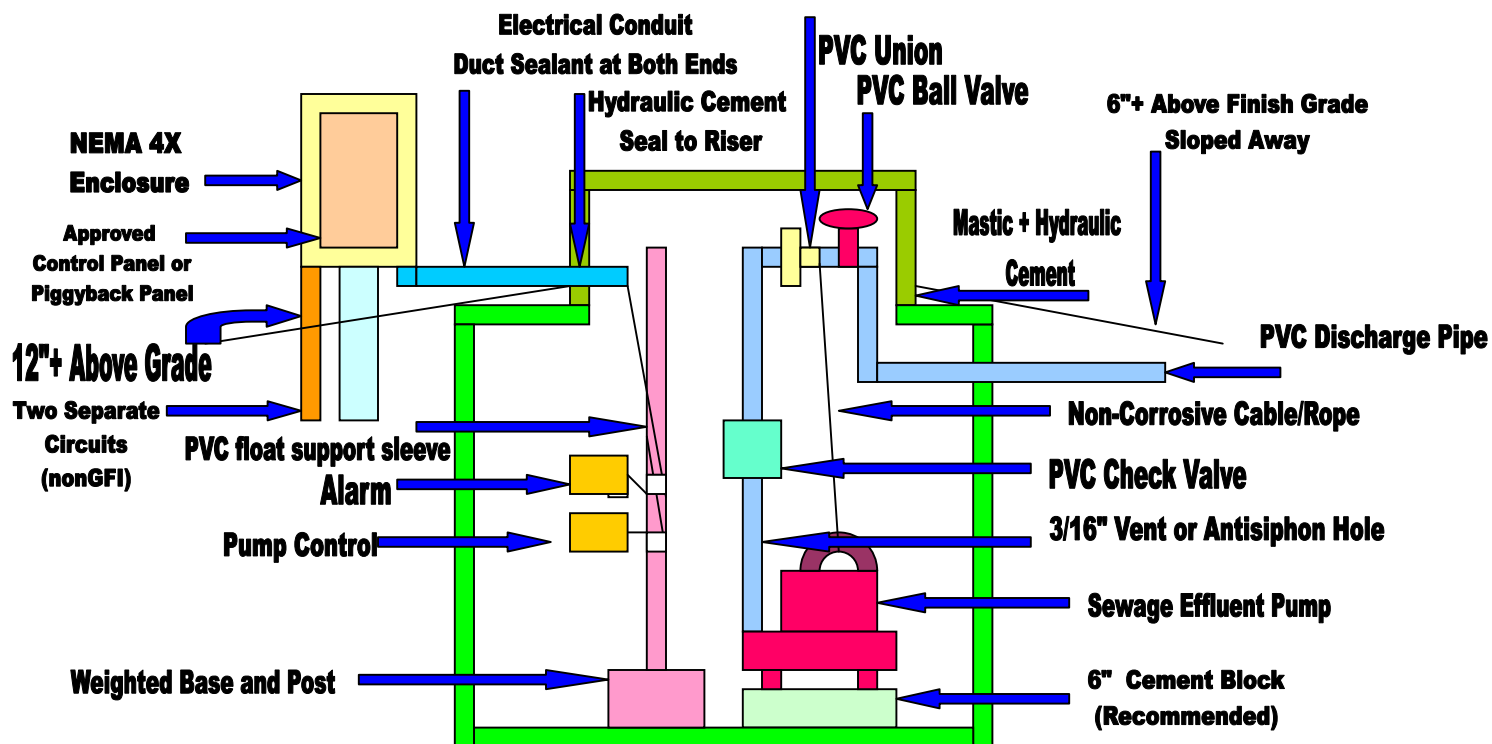 Electrical Conduit
Duct Sealant at Both Ends
Hydraulic Cement
Seal to Riser
PVC Union
PVC Ball Valve
6"+ Above Finish Grade
Sloped Away
NEMA 4X
Enclosure
Approved
Control Panel or
Piggyback Panel
12"+ Above Grade
Two Separate
Circuits
(nonGFI)
Mastic + Hydraulic
Cement
PVC Discharge Pipe
Non-Corrosive Cable/Rope
PVC float support sleeve
Alarm
PVC Check Valve
Pump Control
3/16" Vent or Antisiphon Hole
Sewage Effluent Pump
Weighted Base and Post
6" Cement Block
(Recommended)